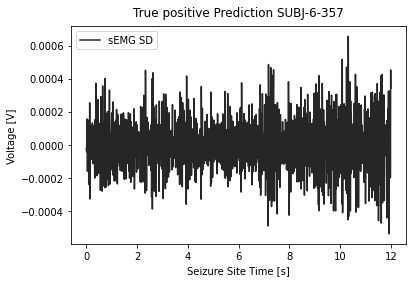 True positive Prediction SUBJ-6-357
sEMG SD
0.0006
0.0004
0.0002
0.0000
−0.0002
−0.0004
Voltage [V]
0 2 4 6 8 10 12
Seizure Site Time [s]